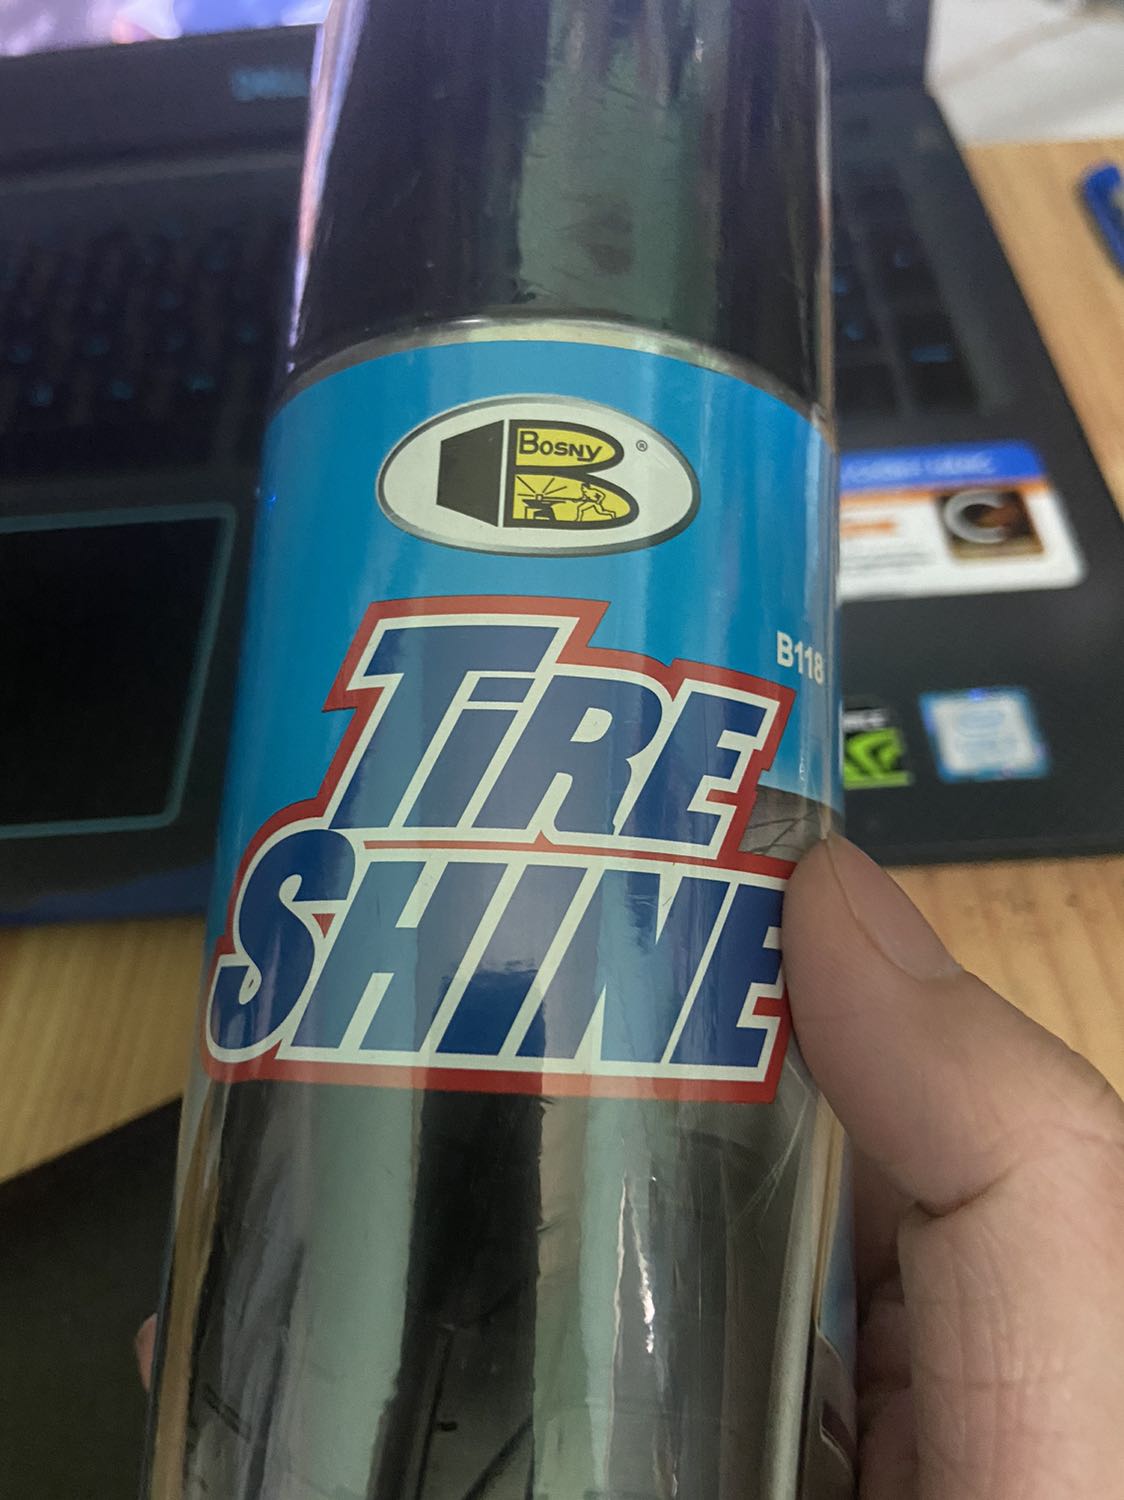 BOSNY
®
B118
TIRE
SHINE